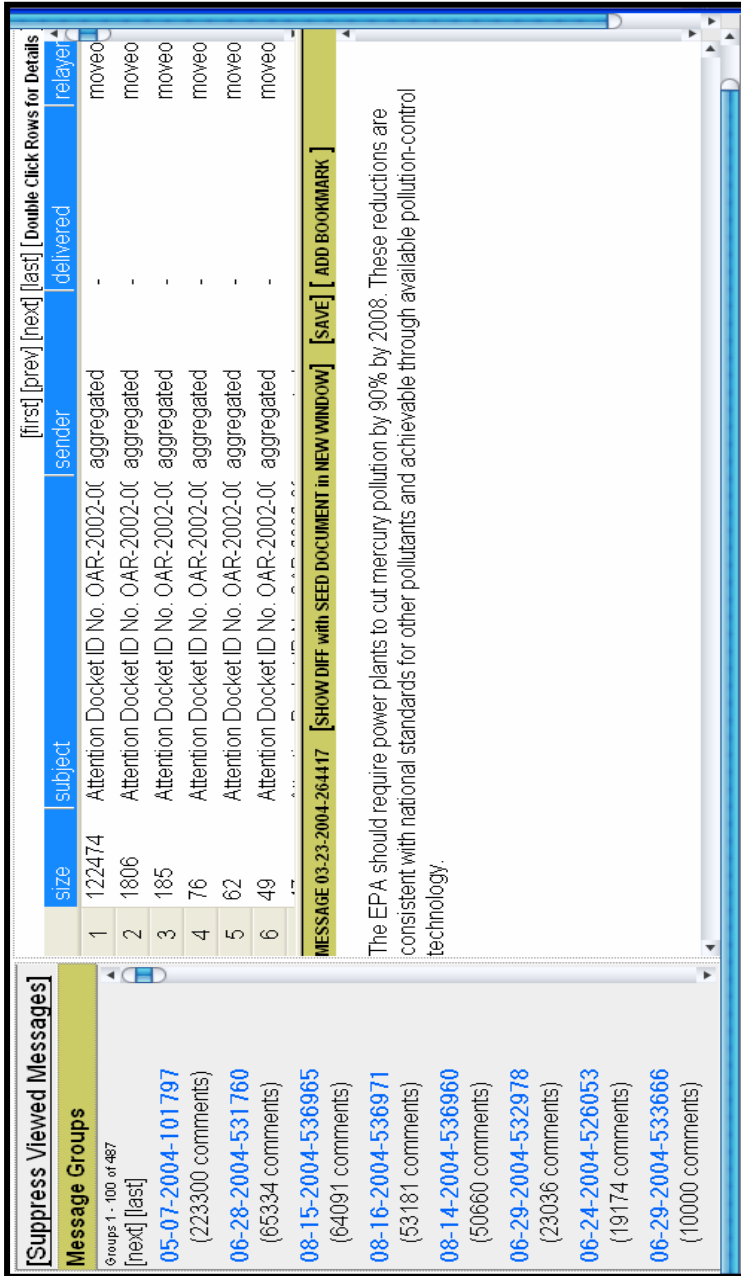 [Suppress Viewed Messages]
Message Groups
Groups 1 - 100 of 487
[next] [last]
05-07-2004-101797
(223300 comments)
06-28-2004-531760
(65334 comments)
08-15-2004-536965
(64091 comments)
08-16-2004-536971
(53181 comments)
08-14-2004-536960
(50660 comments)
06-29-2004-532978
(23036 comments)
06-24-2004-526053
(19174 comments)
06-29-2004-533666
(10000 comments)
[first] [prev] [next] [last] [Double Click Rows for Details
size subject sender delivered relayer
1 122474 Attention Docket ID No. OAR-2002-0( aggregated - moveo
2 1806 Attention Docket ID No. OAR-2002-0( aggregated - moveo
3 185 Attention Docket ID No. OAR-2002-0( aggregated - moveo
4 76 Attention Docket ID No. OAR-2002-0( aggregated - moveo
5 62 Attention Docket ID No. OAR-2002-0( aggregated - moveo
6 49 Attention Docket ID No. OAR-2002-0( aggregated - moveo
MESSAGE 03-23-2004-264417 [SHOW DIFF with SEED DOCUMENT in NEW WINDOW] [SAVE] [ ADD BOOKMARK ]
The EPA should require power plants to cut mercury pollution by 90% by 2008. These reductions are
consistent with national standards for other pollutants and achievable through available pollution-control
technology.